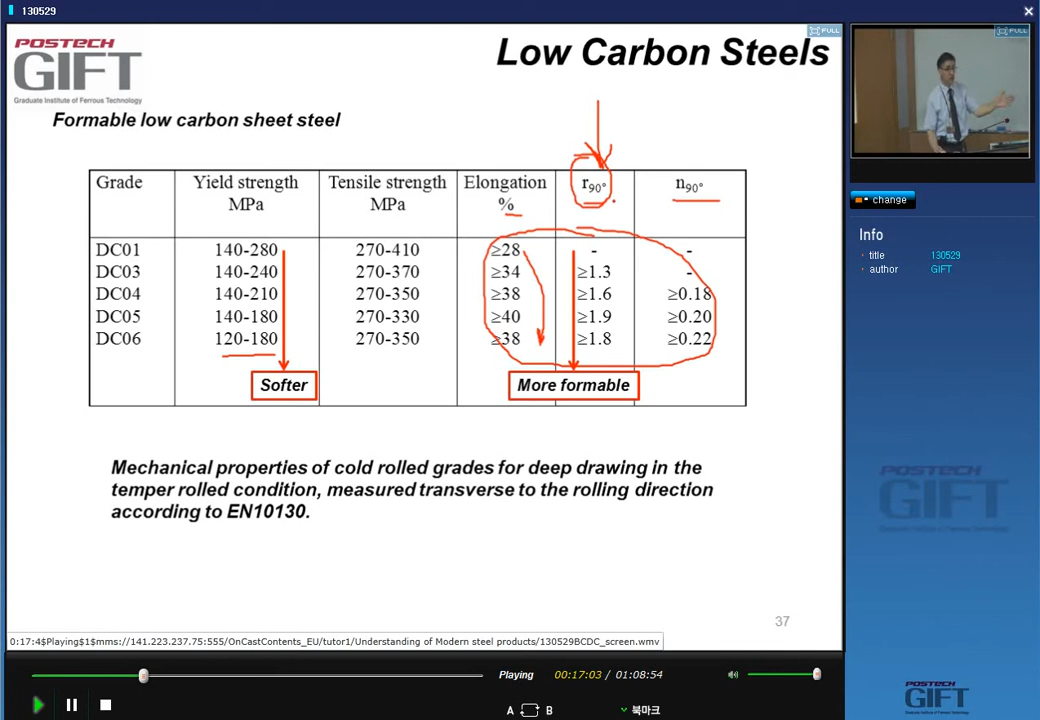 130529
POSTECH
GIFT
Graduate Institute of Ferrous Technology
Low Carbon Steels
FULL
FULL
Formable low carbon sheet steel
Grade Yield strength MPa Tensile strength MPa Elongation % r90° n90°
DC01 140-280 270-410 ≥28 - -
DC03 140-240 270-370 ≥34 ≥1.3 -
DC04 140-210 270-350 ≥38 ≥1.6 ≥0.18
DC05 140-180 270-330 ≥40 ≥1.9 ≥0.20
DC06 120-180 270-350 ≥38 ≥1.8 ≥0.22
Softer More formable
Mechanical properties of cold rolled grades for deep drawing in the
temper rolled condition, measured transverse to the rolling direction
according to EN10130.
37
0:17:4$Playing$1$mms://141.223.237.75:555/OnCastContents_EU/tutor1/Understanding of Modern steel products/130529BCDC_screen.wmv
Playing 00:17:03 / 01:08:54
A B 북마크
change
Info
title 130529
author GIFT
POSTECH
GIFT
POSTECH
GIFT